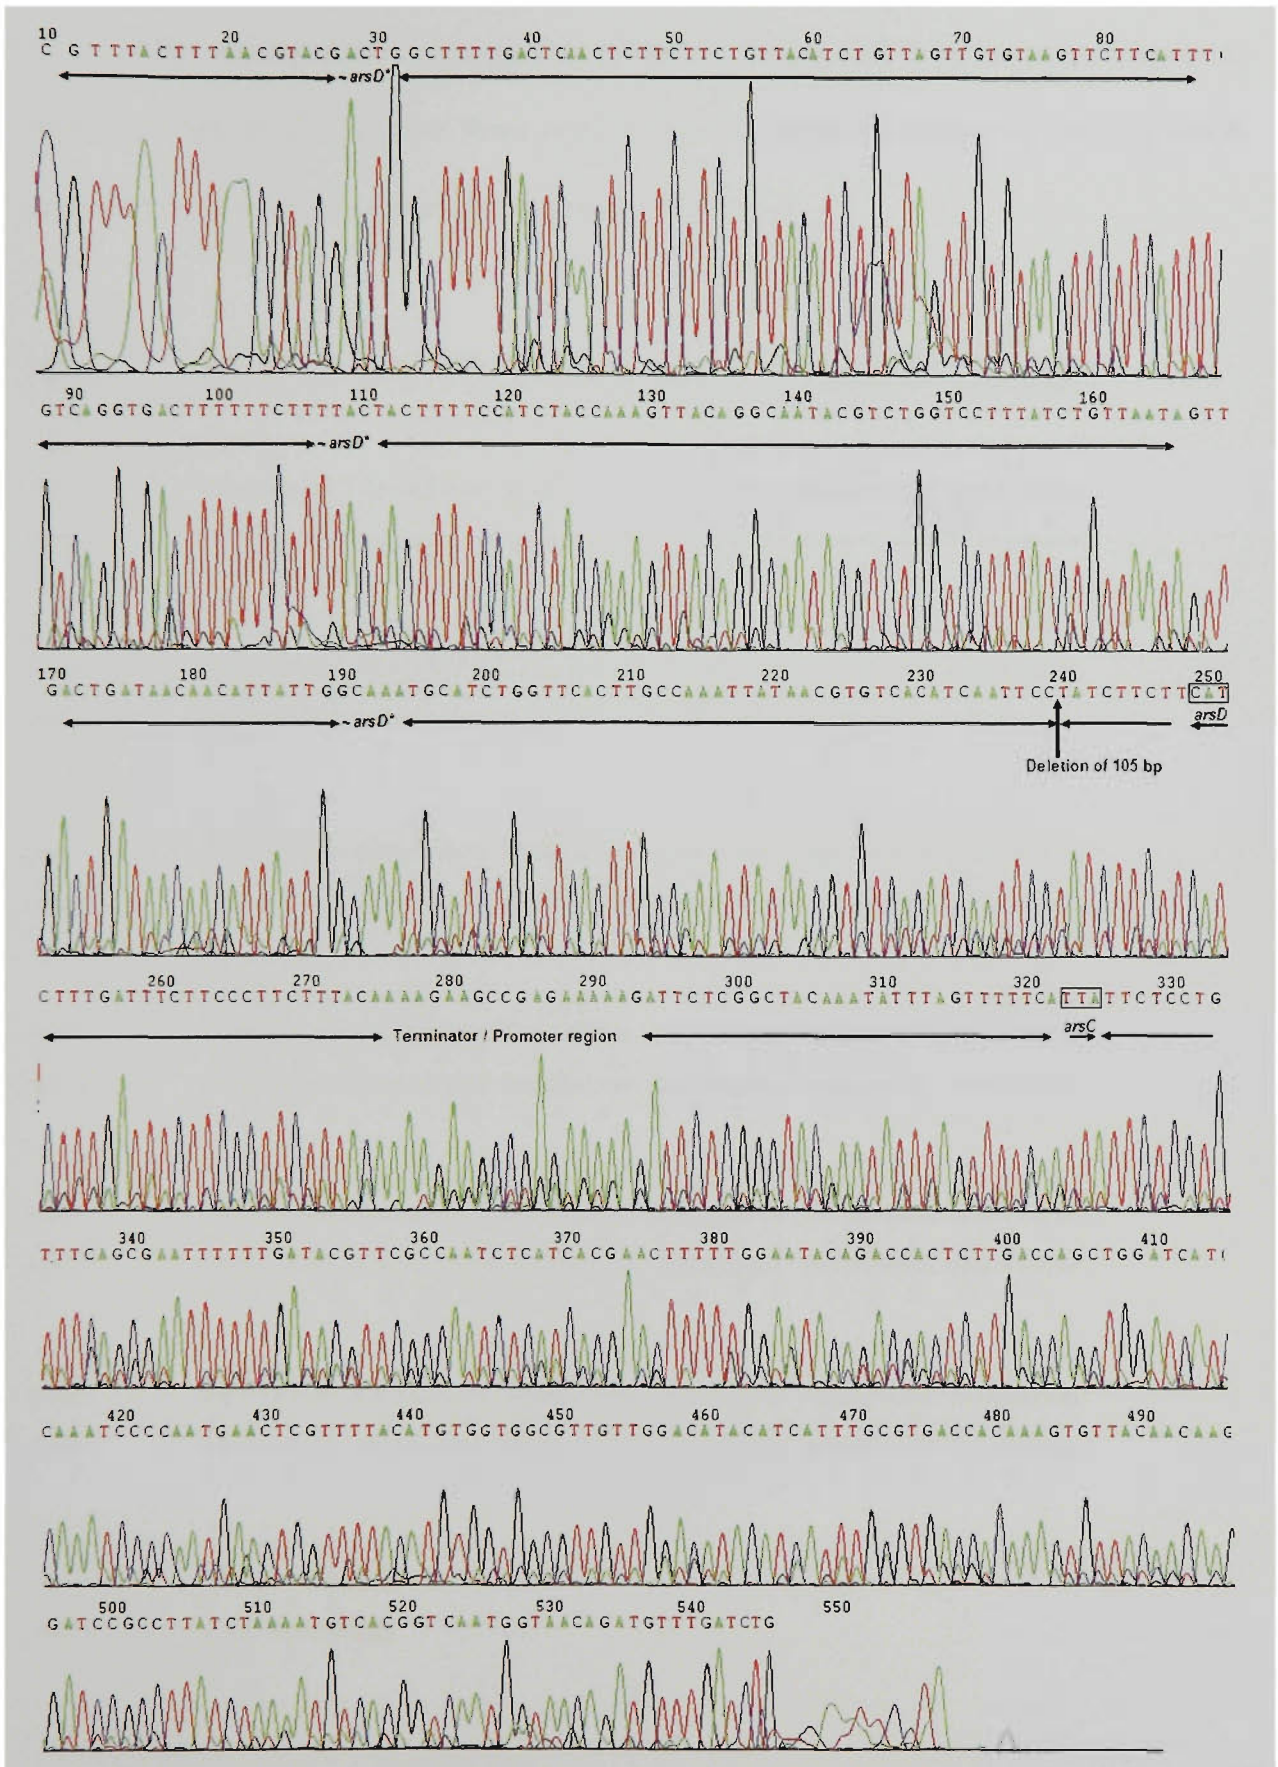 10 20 30 40 50 60 70 80
C G T T T A C T T T A A C G T A C G A C T G G C T T T T G A C T C A A C T C T T C T T C T G T T A C A T C T G T T A G T T G T G T A A G T T C T T C A T T T
~ arsD*
90 100 110 120 130 140 150 160
G T C A G G T G A C T T T T T T C T T T T A C T A C T T T T C C A T C T A C C A A A G T T A C A G G C A A T A C G T C T G G T C C T T T A T C T G T T A A T A G T T
~ arsD*
170 180 190 200 210 220 230 240 250
G A C T G A T A A C A A C A T T A T T G G C A A A T G C A T C T G G T T C A C T T G C C A A A T T A T A A C G T G T C A C A T C A A T T C C T A T C T T C T T C A T
~ arsD* arsD
Deletion of 105 bp
260 270 280 290 300 310 320 330
C T T T G A T T T C T T C C C T T C T T T A C A A A A G A A G C C G A G A A A A A G A T T C T C G G C T A C A A A T A T T T A G T T T T T C A T T A T T C T C C T G
Terminator / Promoter region arsC
340 350 360 370 380 390 400 410
T T T C A G C G A A T T T T T T G A T A C G T T C G C C A A T C T C A T C A C G A A C T T T T T G G A A T A C A G A C C A C T C T T G A C C A G C T G G A T C A T
420 430 440 450 460 470 480 490
C A A A T C C C C A A T G A A C T C G T T T T A C A T G T G G T G G C G T T G T T G G A C A T A C A T C A T T T G C G T G A C C A C A A A G T G T T A C A A C A A G
500 510 520 530 540 550
G A T C C G C C T T A T C T A A A A T G T C A C G G T C A A T G G T A A C A G A T G T T T G A T C T G